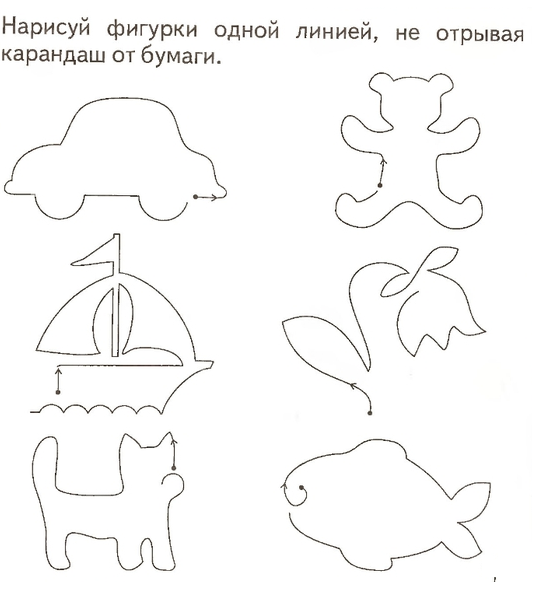 Нарисуй фигурки одной линией, не отрывая
карандаш от бумаги.